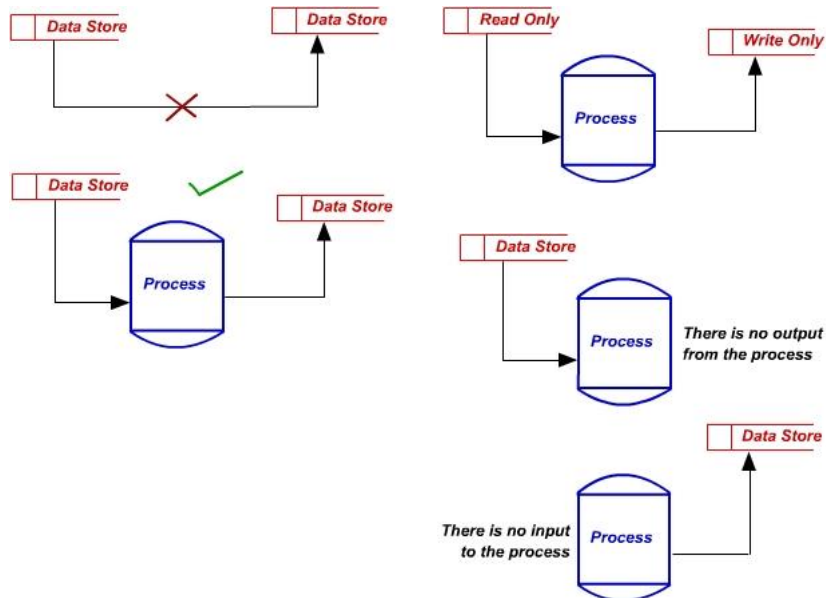 Data Store
Data Store
Data Store
Process
Data Store
Read Only
Write Only
Process
Data Store
Process
There is no output
from the process
Data Store
There is no input
to the process
Process